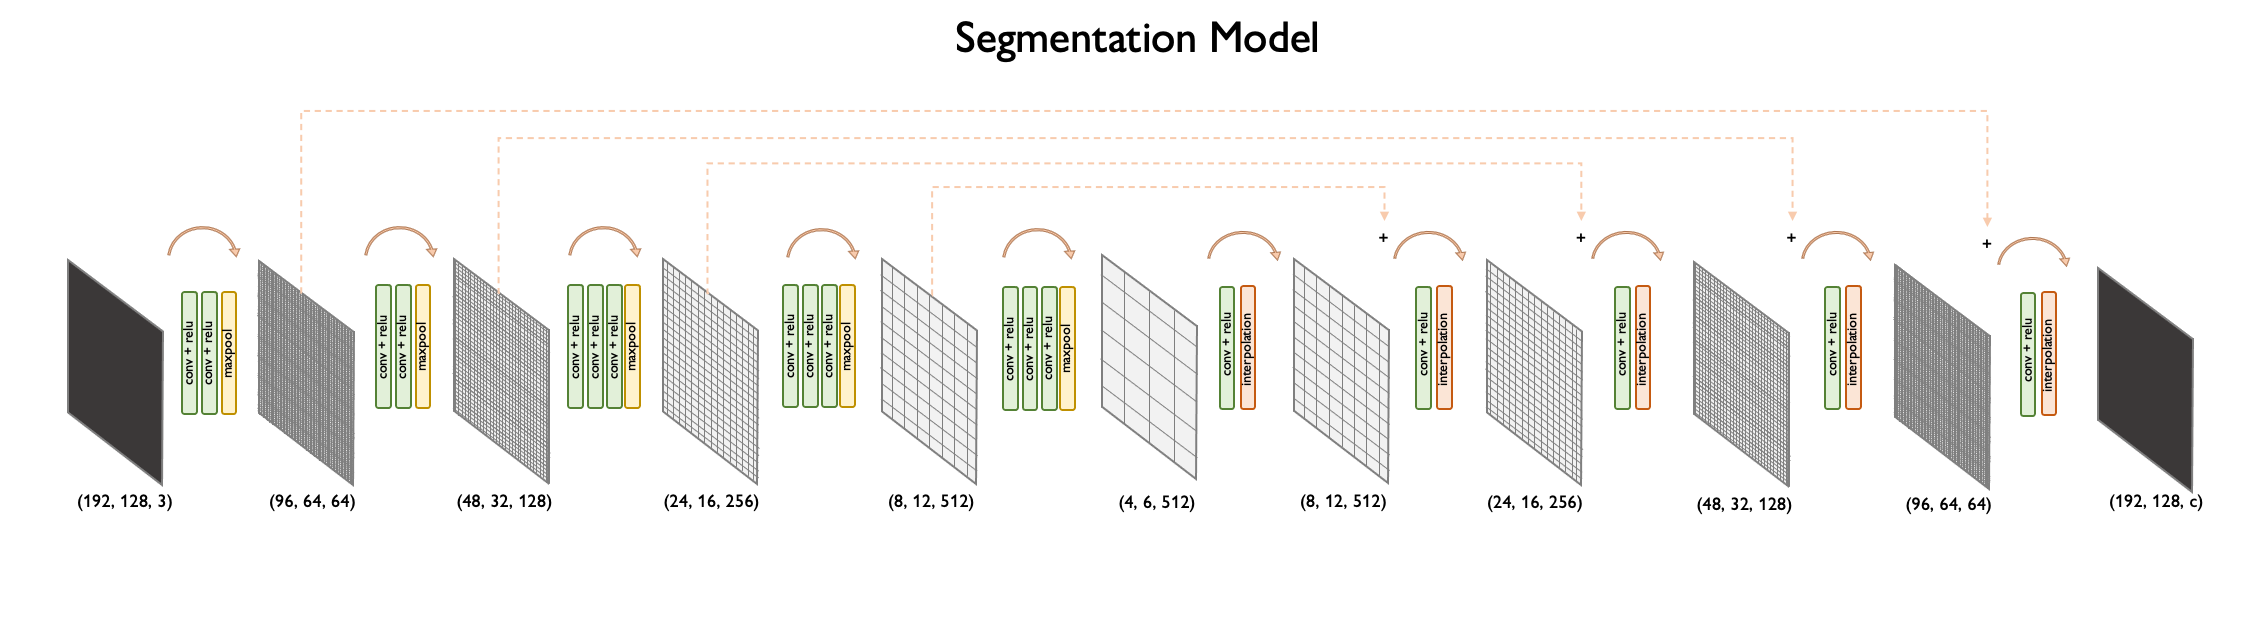 Segmentation Model
+ + + +
conv + relu
conv + relu
maxpool
conv + relu
conv + relu
maxpool
conv + relu
conv + relu
conv + relu
maxpool
conv + relu
conv + relu
conv + relu
maxpool
conv + relu
conv + relu
conv + relu
maxpool
conv + relu
interpolation
conv + relu
interpolation
conv + relu
interpolation
conv + relu
interpolation
conv + relu
interpolation
(192, 128, 3) (96, 64, 64) (48, 32, 128) (24, 16, 256) (8, 12, 512) (4, 6, 512) (8, 12, 512) (24, 16, 256) (48, 32, 128) (96, 64, 64) (192, 128, c)